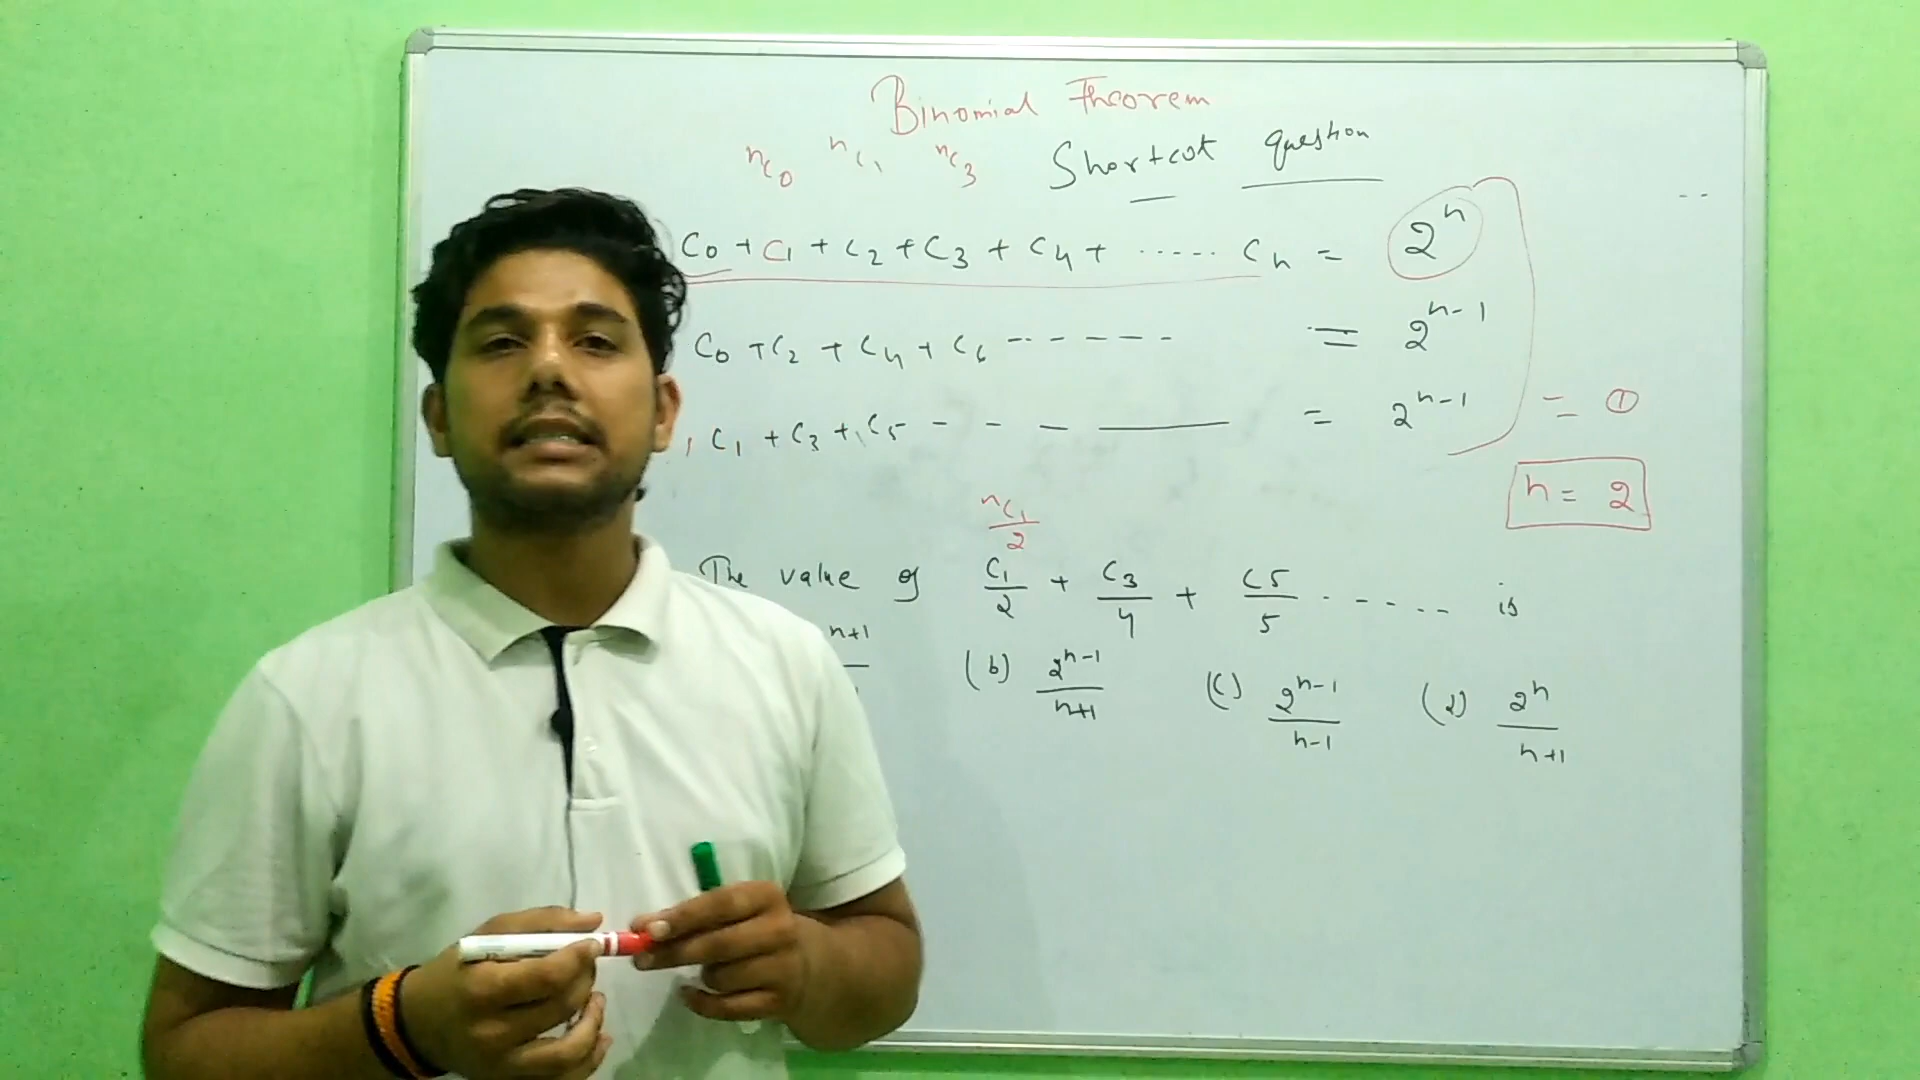 Binomial Theorem
nC0 nC1 nC3 Shortcut question
C0 + C1 + C2 + C3 + C4 + ...... Cn = 2^n
C0 + C2 + C4 + C6 ------ = 2^(n-1)
C1 + C3 + C5 - - - — = 2^(n-1) = ①
n = 2
nC1/2
The value of C1/2 + C3/4 + C5/5 ...... is
n+1 (b) 2^(n-1)/(n+1) (c) 2^(n-1)/(n-1) (d) 2^n/(n+1)